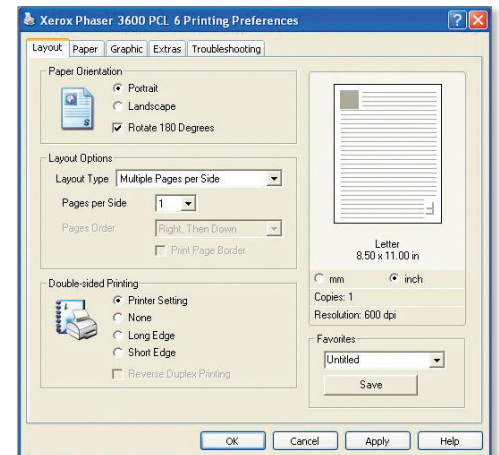 Xerox Phaser 3600 PCL 6 Printing Preferences
Layout Paper Graphic Extras Troubleshooting
Paper Orientation
Portrait
Landscape
Rotate 180 Degrees
S
Layout Options
Layout Type Multiple Pages per Side
Pages per Side 1
Pages Order Right, Then Down
Print Page Border
Double-sided Printing
Printer Setting
None
Long Edge
Short Edge
Reverse Duplex Printing
Letter
8.50 x 11.00 in
mm inch
Copies: 1
Resolution: 600 dpi
Favorites
Untitled
Save
OK Cancel Apply Help